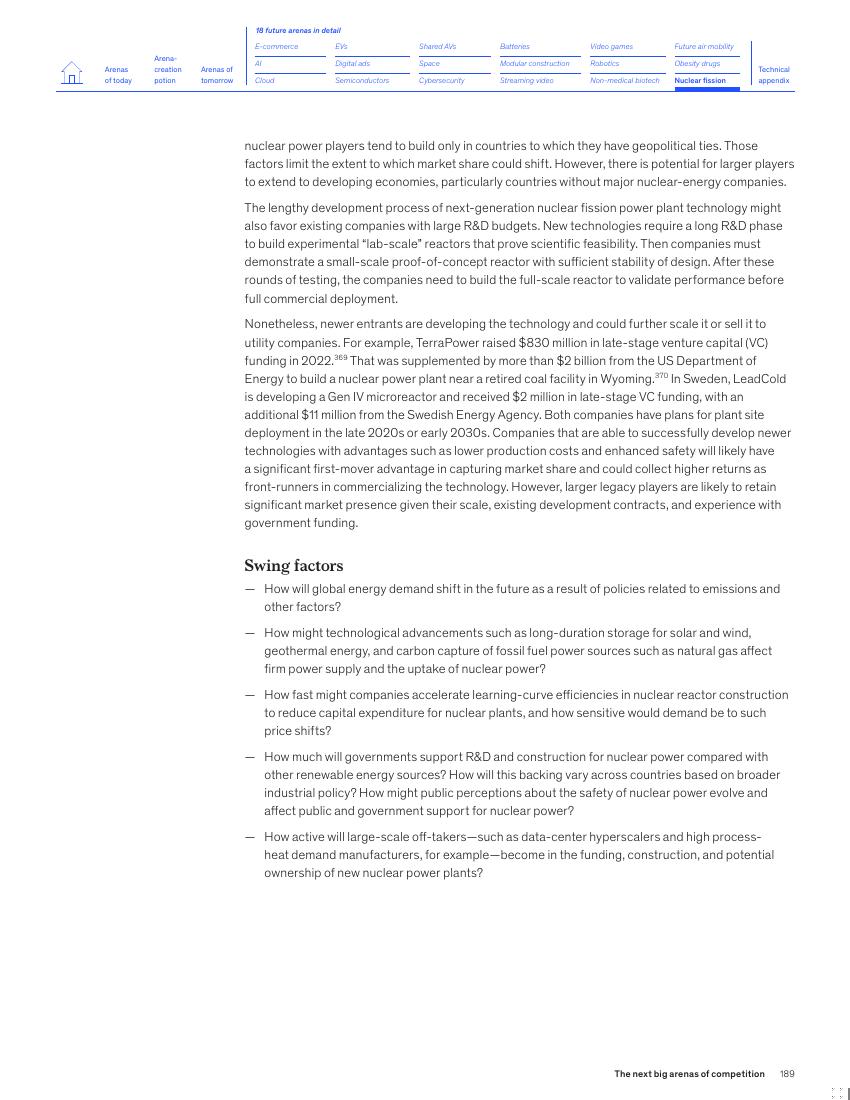 18 future arenas in detail
Arenas of today
Arena-creation potion
Arenas of tomorrow
E-commerce
AI
Cloud
EVs
Digital ads
Semiconductors
Shared AVs
Space
Cybersecurity
Batteries
Modular construction
Streaming video
Video games
Robotics
Non-medical biotech
Future air mobility
Obesity drugs
Nuclear fission
Technical appendix
nuclear power players tend to build only in countries to which they have geopolitical ties. Those
factors limit the extent to which market share could shift. However, there is potential for larger players
to extend to developing economies, particularly countries without major nuclear-energy companies.
The lengthy development process of next-generation nuclear fission power plant technology might
also favor existing companies with large R&D budgets. New technologies require a long R&D phase
to build experimental “lab-scale” reactors that prove scientific feasibility. Then companies must
demonstrate a small-scale proof-of-concept reactor with sufficient stability of design. After these
rounds of testing, the companies need to build the full-scale reactor to validate performance before
full commercial deployment.
Nonetheless, newer entrants are developing the technology and could further scale it or sell it to
utility companies. For example, TerraPower raised $830 million in late-stage venture capital (VC)
funding in 2022.369 That was supplemented by more than $2 billion from the US Department of
Energy to build a nuclear power plant near a retired coal facility in Wyoming.370 In Sweden, LeadCold
is developing a Gen IV microreactor and received $2 million in late-stage VC funding, with an
additional $11 million from the Swedish Energy Agency. Both companies have plans for plant site
deployment in the late 2020s or early 2030s. Companies that are able to successfully develop newer
technologies with advantages such as lower production costs and enhanced safety will likely have
a significant first-mover advantage in capturing market share and could collect higher returns as
front-runners in commercializing the technology. However, larger legacy players are likely to retain
significant market presence given their scale, existing development contracts, and experience with
government funding.
Swing factors
— How will global energy demand shift in the future as a result of policies related to emissions and
other factors?
— How might technological advancements such as long-duration storage for solar and wind,
geothermal energy, and carbon capture of fossil fuel power sources such as natural gas affect
firm power supply and the uptake of nuclear power?
— How fast might companies accelerate learning-curve efficiencies in nuclear reactor construction
to reduce capital expenditure for nuclear plants, and how sensitive would demand be to such
price shifts?
— How much will governments support R&D and construction for nuclear power compared with
other renewable energy sources? How will this backing vary across countries based on broader
industrial policy? How might public perceptions about the safety of nuclear power evolve and
affect public and government support for nuclear power?
— How active will large-scale off-takers—such as data-center hyperscalers and high process-
heat demand manufacturers, for example—become in the funding, construction, and potential
ownership of new nuclear power plants?
The next big arenas of competition 189